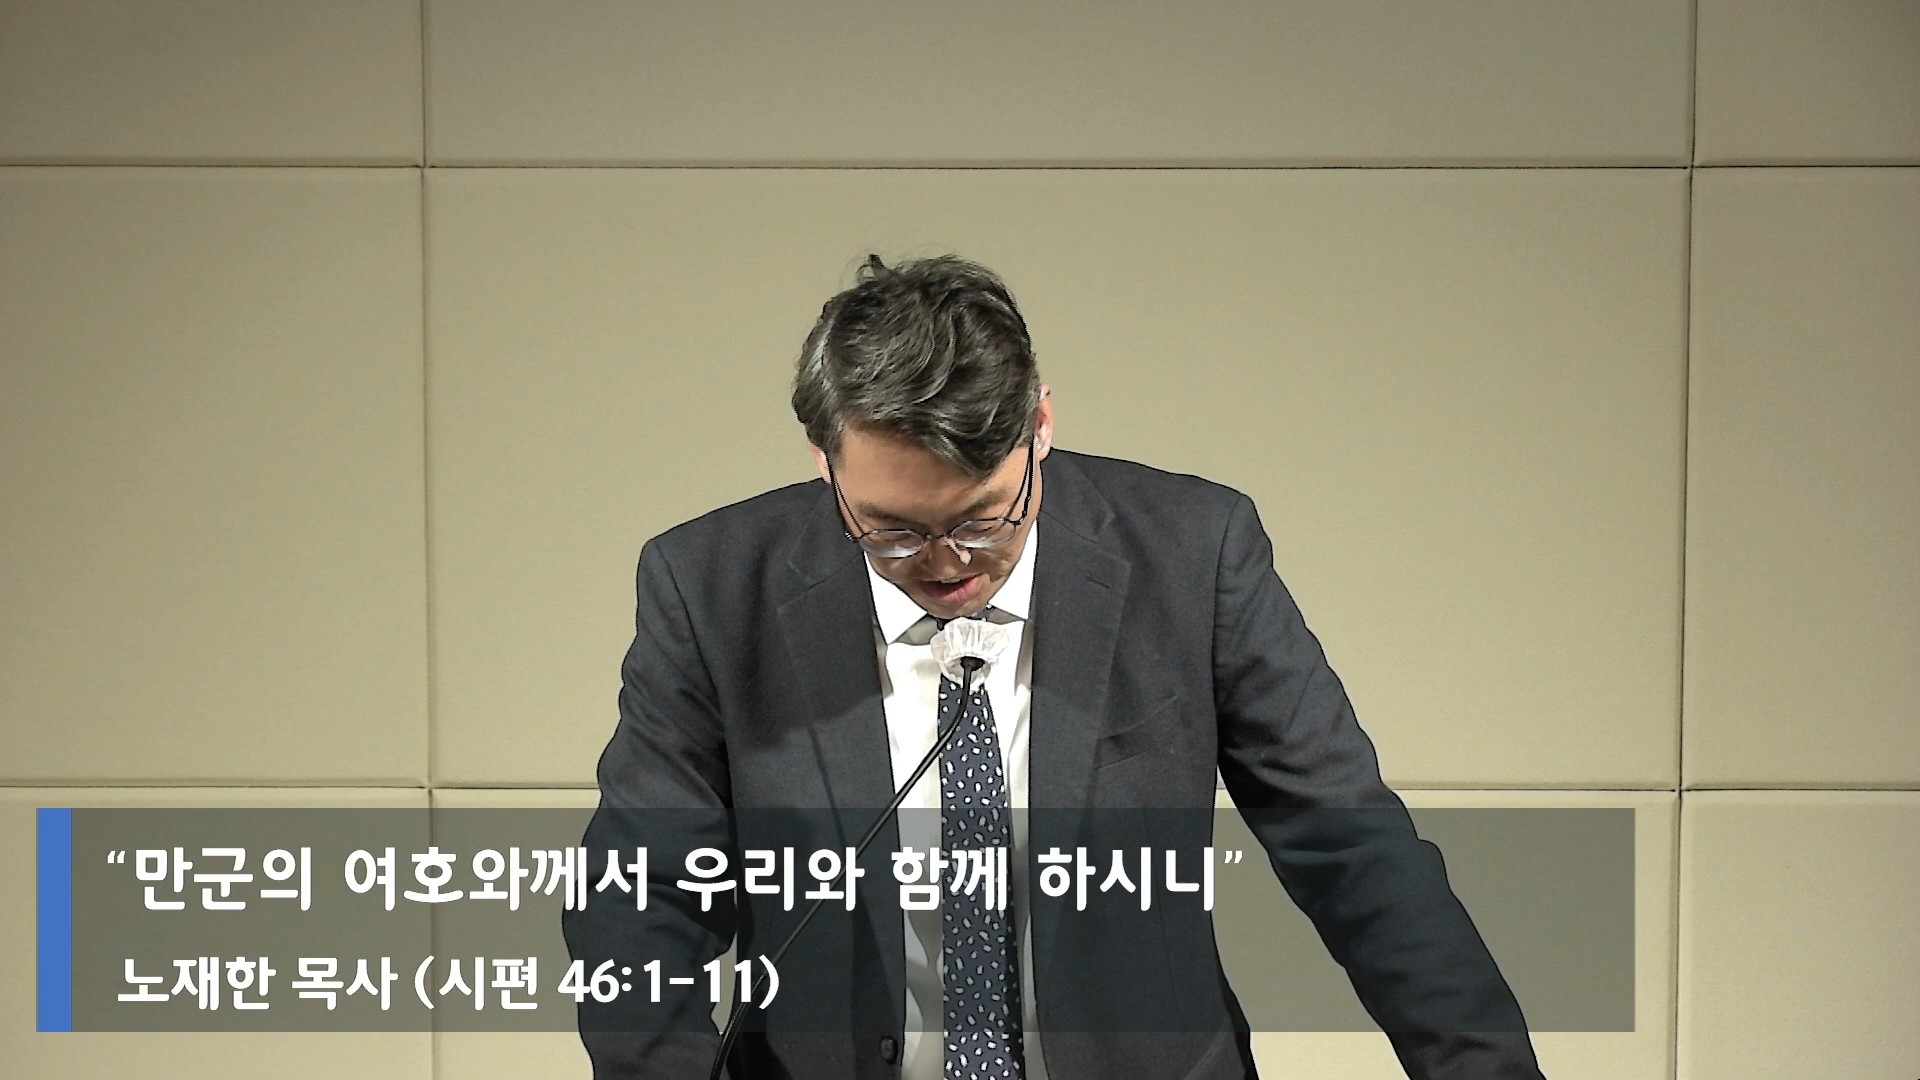 “만군의 여호와께서 우리와 함께 하시니”
노재한 목사 (시편 46:1-11)